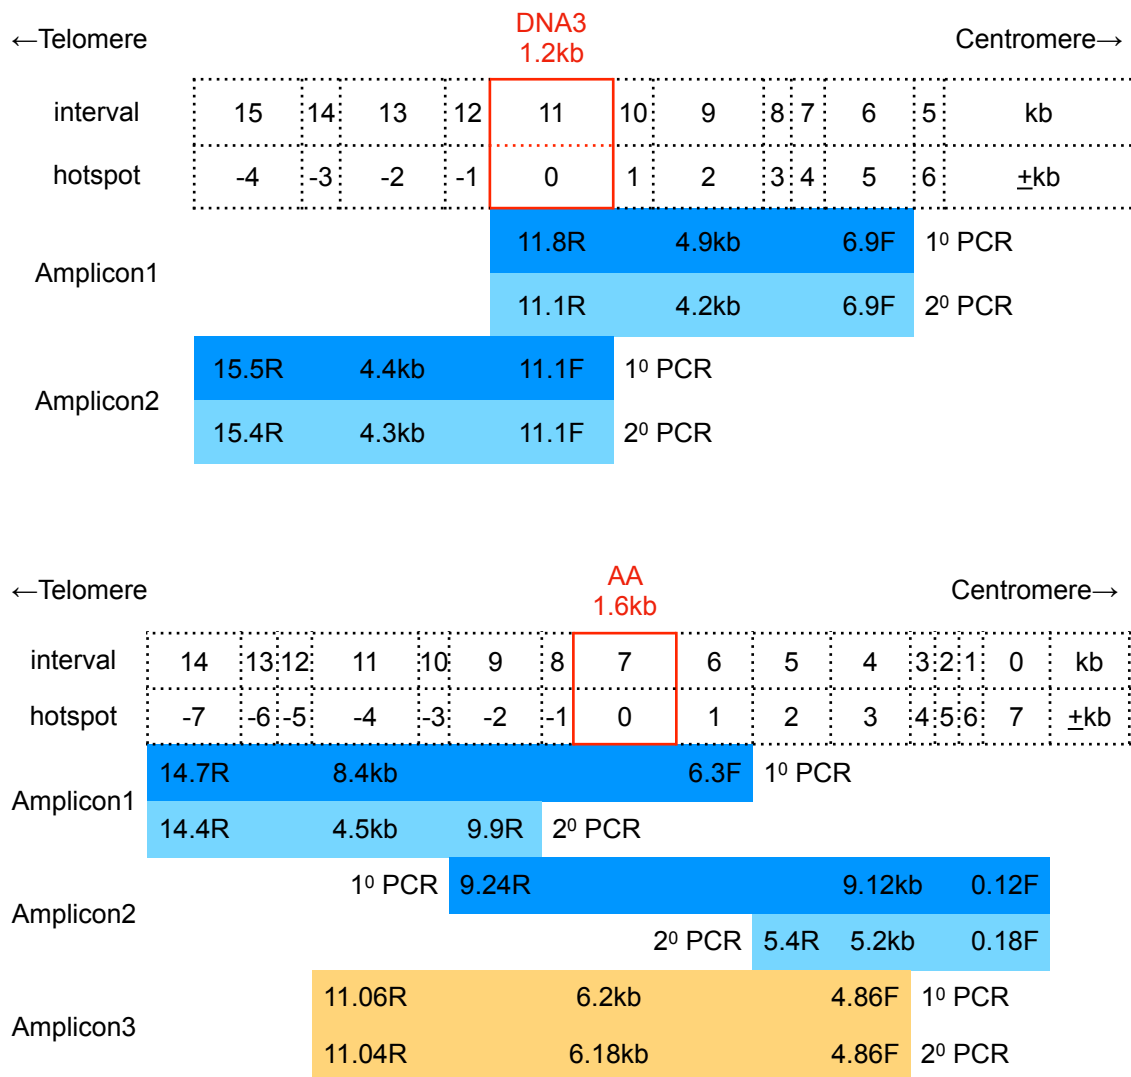 DNA3
←Telomere 1.2kb Centromere→
interval 15 14 13 12 11 10 9 8 7 6 5 kb
hotspot -4 -3 -2 -1 0 1 2 3 4 5 6 ±kb
11.8R 4.9kb 6.9F 1⁰ PCR
Amplicon1
11.1R 4.2kb 6.9F 2⁰ PCR
15.5R 4.4kb 11.1F 1⁰ PCR
Amplicon2
15.4R 4.3kb 11.1F 2⁰ PCR
AA
←Telomere 1.6kb Centromere→
interval 14 13 12 11 10 9 8 7 6 5 4 3 2 1 0 kb
hotspot -7 -6 -5 -4 -3 -2 -1 0 1 2 3 4 5 6 7 ±kb
14.7R 8.4kb 6.3F 1⁰ PCR
Amplicon1
14.4R 4.5kb 9.9R 2⁰ PCR
1⁰ PCR 9.24R 9.12kb 0.12F
Amplicon2
2⁰ PCR 5.4R 5.2kb 0.18F
11.06R 6.2kb 4.86F 1⁰ PCR
Amplicon3
11.04R 6.18kb 4.86F 2⁰ PCR